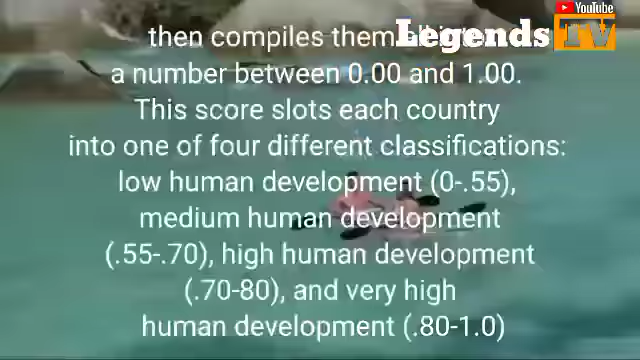 YouTube
Legends
TV
then compiles them
a number between 0.00 and 1.00.
This score slots each country
into one of four different classifications:
low human development (0-.55),
medium human development
(.55-.70), high human development
(.70-80), and very high
human development (.80-1.0)